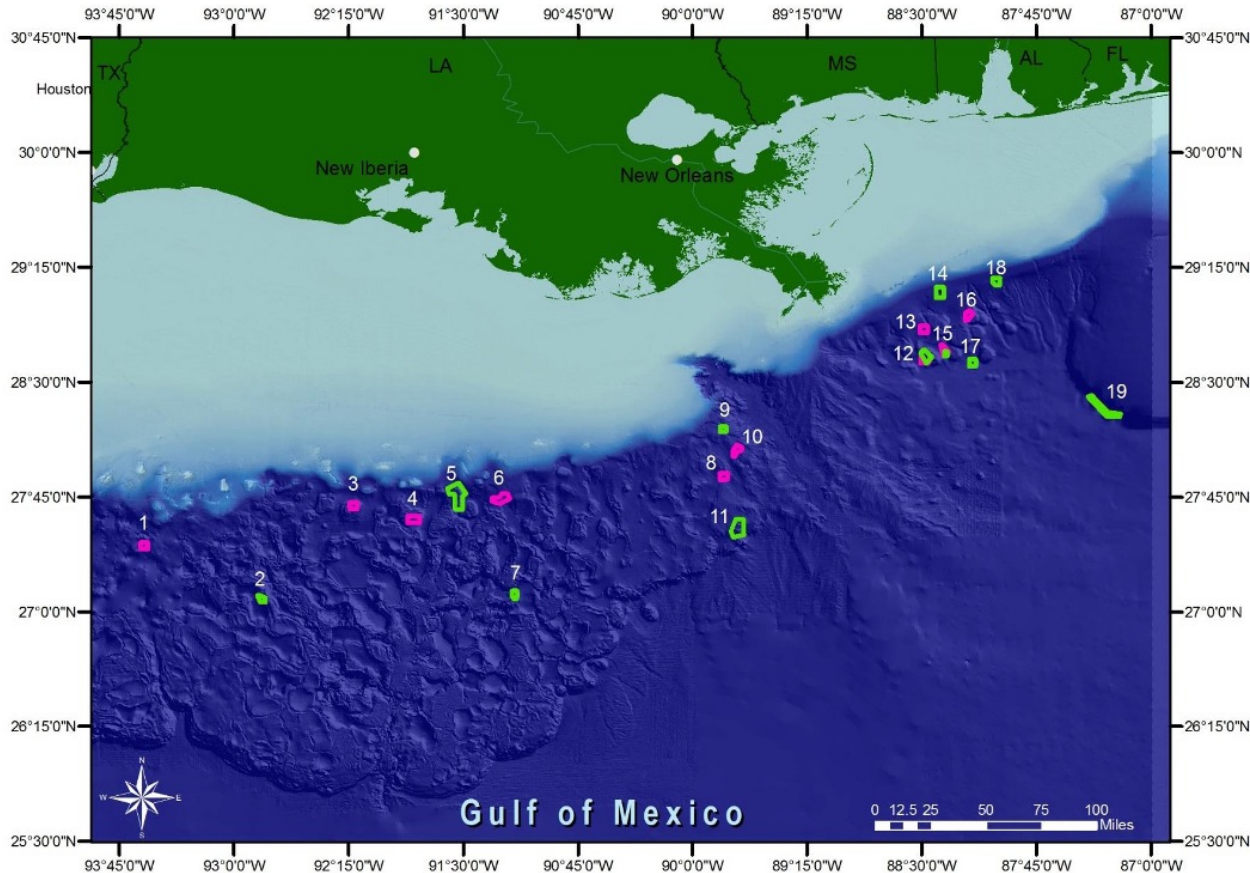 93°45'0"W 93°0'0"W 92°15'0"W 91°30'0"W 90°45'0"W 90°0'0"W 89°15'0"W 88°30'0"W 87°45'0"W 87°0'0"W
30°45'0"N 30°45'0"N
TX LA MS AL FL
Houston
30°0'0"N 30°0'0"N
New Iberia
New Orleans
29°15'0"N 29°15'0"N
14 18
16
13
15
12 17
28°30'0"N 28°30'0"N
19
9
10
8
5 6
3
4
27°45'0"N 27°45'0"N
1
11
2 7
27°0'0"N 27°0'0"N
26°15'0"N 26°15'0"N
N
W E
S
Gulf of Mexico
0 12.5 25 50 75 100
Miles
25°30'0"N 25°30'0"N
93°45'0"W 93°0'0"W 92°15'0"W 91°30'0"W 90°45'0"W 90°0'0"W 89°15'0"W 88°30'0"W 87°45'0"W 87°0'0"W